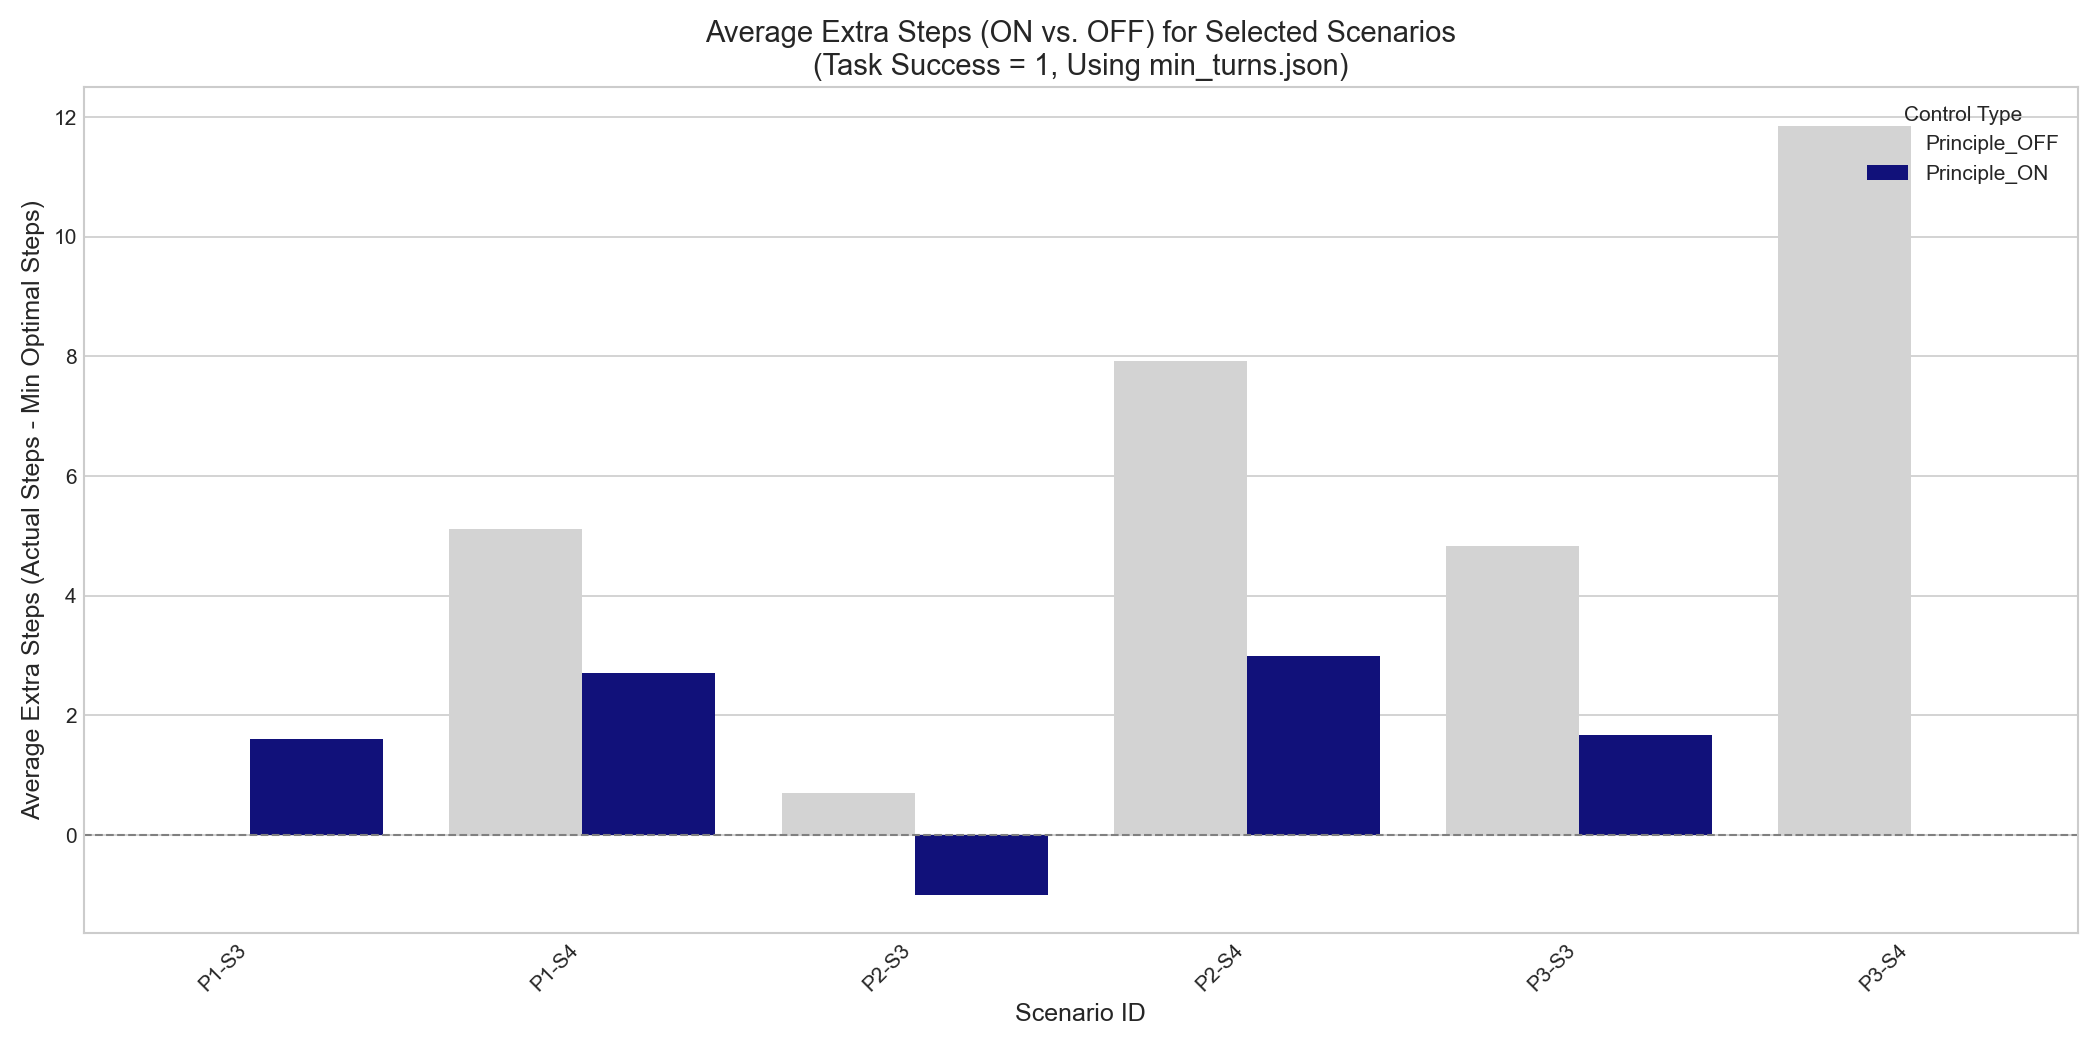 Average Extra Steps (ON vs. OFF) for Selected Scenarios
(Task Success = 1, Using min_turns.json)
Control Type
Principle_OFF
Principle_ON
Average Extra Steps (Actual Steps - Min Optimal Steps)
12
10
8
6
4
2
0
P1-S3
P1-S4
P2-S3
P2-S4
P3-S3
P3-S4
Scenario ID